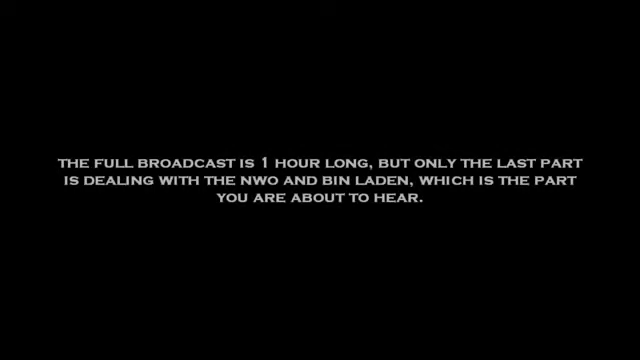 THE FULL BROADCAST IS 1 HOUR LONG, BUT ONLY THE LAST PART
IS DEALING WITH THE NWO AND BIN LADEN, WHICH IS THE PART
YOU ARE ABOUT TO HEAR.